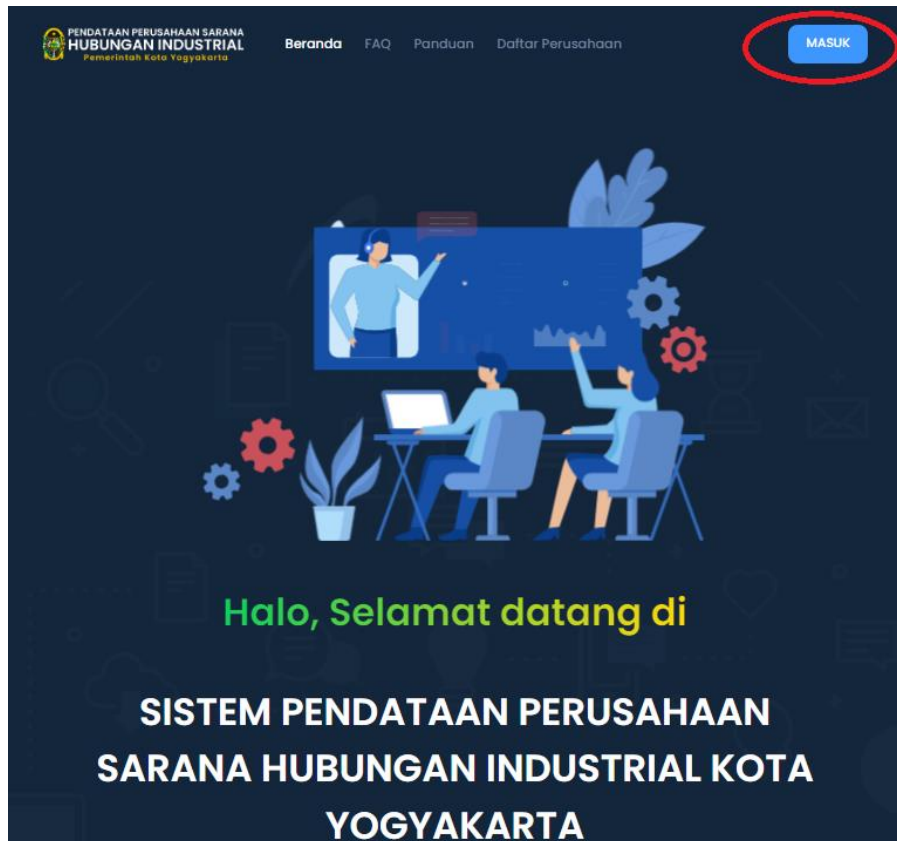 PENDATAAN PERUSAHAAN SARANA
HUBUNGAN INDUSTRIAL
Pemerintah Kota Yogyakarta
Beranda FAQ Panduan Daftar Perusahaan
MASUK
Halo, Selamat datang di
SISTEM PENDATAAN PERUSAHAAN
SARANA HUBUNGAN INDUSTRIAL KOTA
YOGYAKARTA